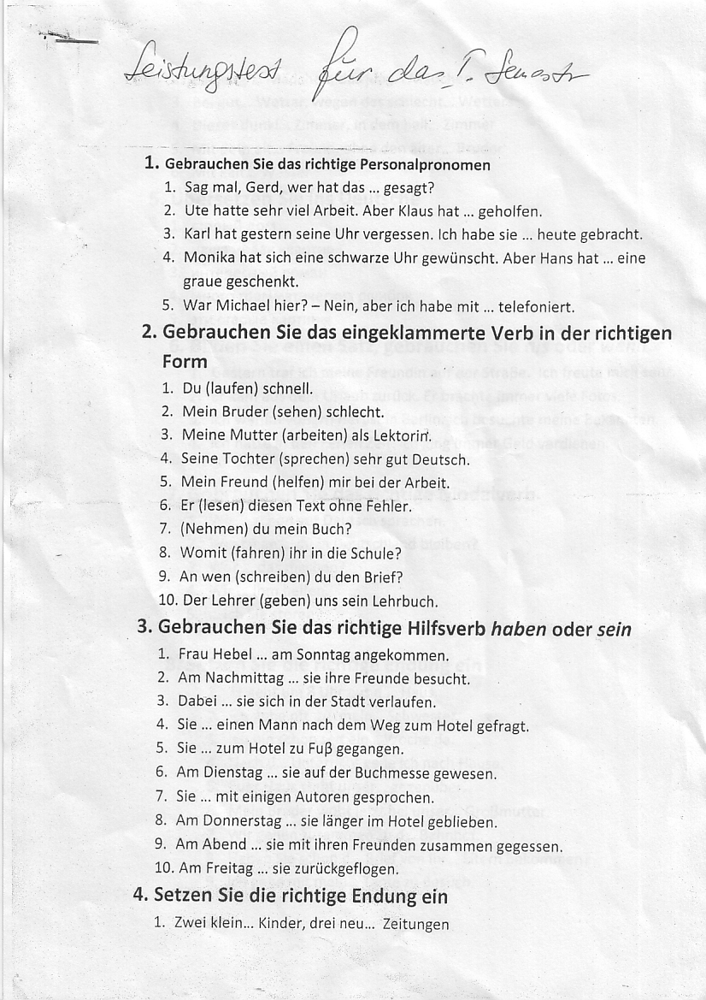 Leistungstest für das I. Semestr
1. Gebrauchen Sie das richtige Personalpronomen
1. Sag mal, Gerd, wer hat das ... gesagt?
2. Ute hatte sehr viel Arbeit. Aber Klaus hat ... geholfen.
3. Karl hat gestern seine Uhr vergessen. Ich habe sie ... heute gebracht.
4. Monika hat sich eine schwarze Uhr gewünscht. Aber Hans hat ... eine
graue geschenkt.
5. War Michael hier? – Nein, aber ich habe mit ... telefoniert.
2. Gebrauchen Sie das eingeklammerte Verb in der richtigen
Form
1. Du (laufen) schnell.
2. Mein Bruder (sehen) schlecht.
3. Meine Mutter (arbeiten) als Lektorin.
4. Seine Tochter (sprechen) sehr gut Deutsch.
5. Mein Freund (helfen) mir bei der Arbeit.
6. Er (lesen) diesen Text ohne Fehler.
7. (Nehmen) du mein Buch?
8. Womit (fahren) ihr in die Schule?
9. An wen (schreiben) du den Brief?
10. Der Lehrer (geben) uns sein Lehrbuch.
3. Gebrauchen Sie das richtige Hilfsverb haben oder sein
1. Frau Hebel ... am Sonntag angekommen.
2. Am Nachmittag ... sie ihre Freunde besucht.
3. Dabei ... sie sich in der Stadt verlaufen.
4. Sie ... einen Mann nach dem Weg zum Hotel gefragt.
5. Sie ... zum Hotel zu Fuβ gegangen.
6. Am Dienstag ... sie auf der Buchmesse gewesen.
7. Sie ... mit einigen Autoren gesprochen.
8. Am Donnerstag ... sie länger im Hotel geblieben.
9. Am Abend ... sie mit ihren Freunden zusammen gegessen.
10. Am Freitag ... sie zurückgeflogen.
4. Setzen Sie die richtige Endung ein
1. Zwei klein... Kinder, drei neu... Zeitungen